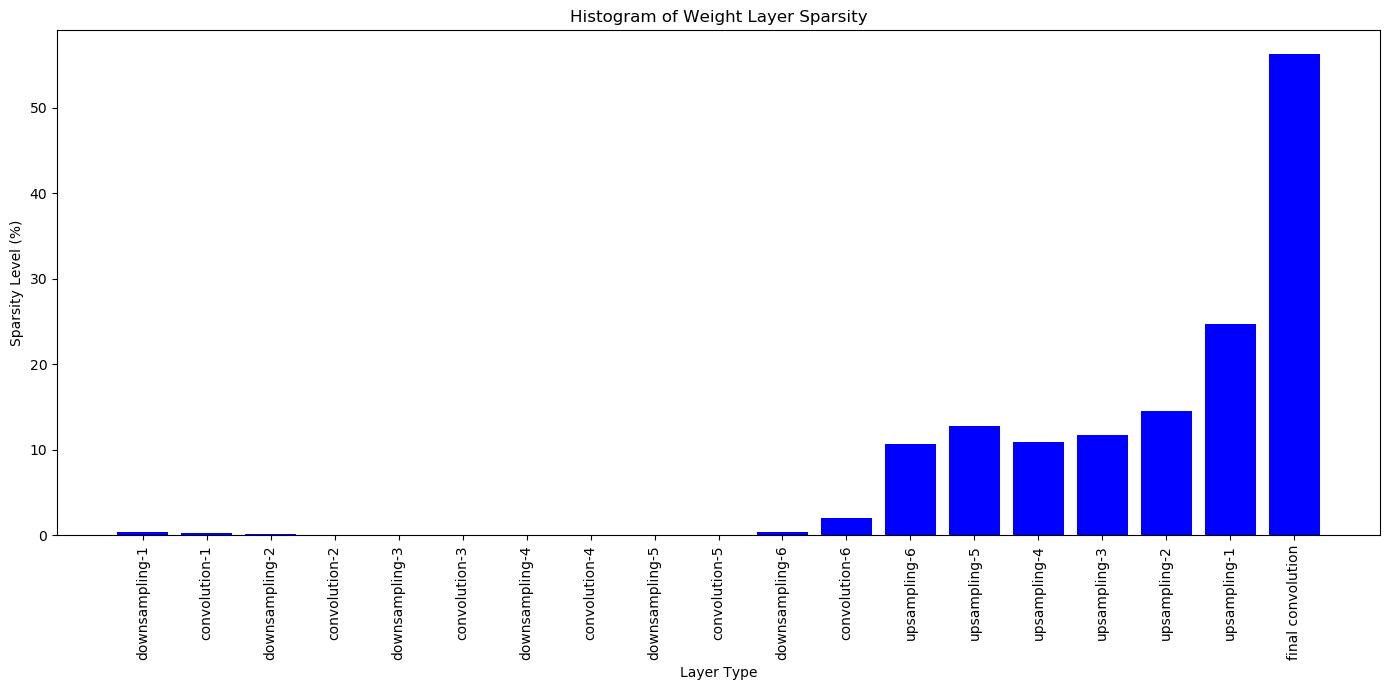 Histogram of Weight Layer Sparsity
Sparsity Level (%)
50
40
30
20
10
0
downsampling-1
convolution-1
downsampling-2
convolution-2
downsampling-3
convolution-3
downsampling-4
convolution-4
downsampling-5
convolution-5
downsampling-6
convolution-6
upsampling-6
upsampling-5
upsampling-4
upsampling-3
upsampling-2
upsampling-1
final convolution
Layer Type